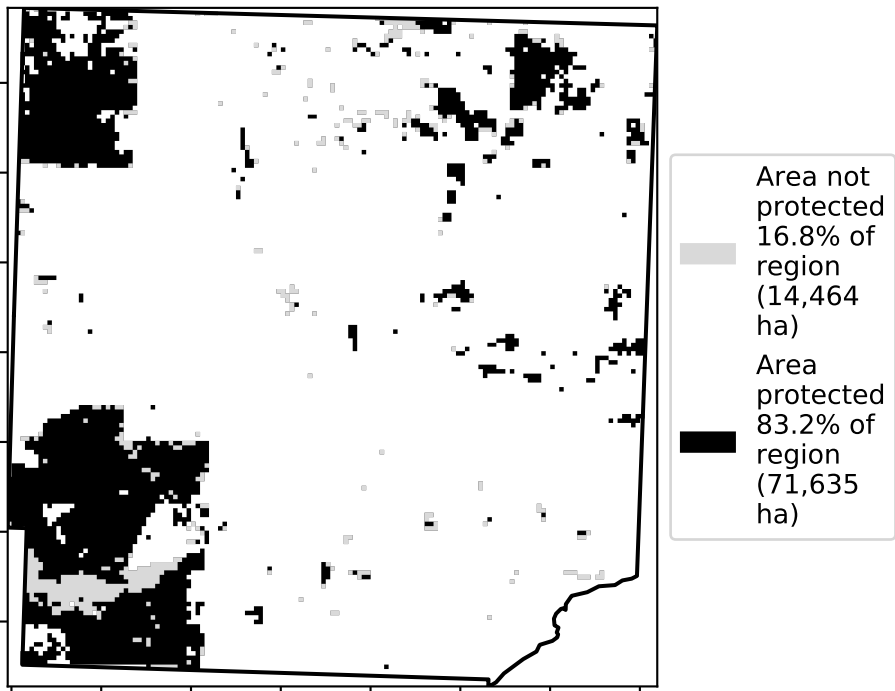 Area not
protected
16.8% of
region
(14,464
ha)
Area
protected
83.2% of
region
(71,635
ha)